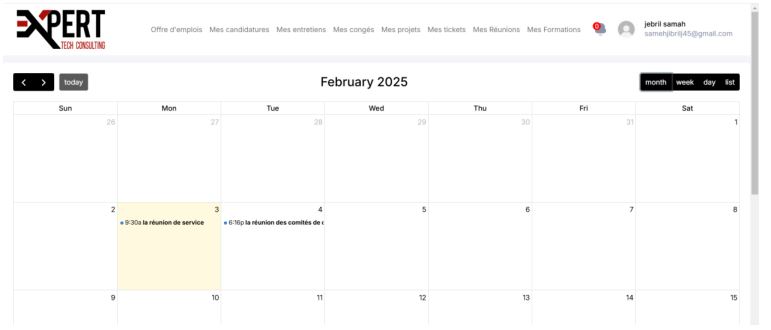 EXPERT
TECH CONSULTING
Offre d'emplois Mes candidatures Mes entretiens Mes congés Mes projets Mes tickets Mes Réunions Mes Formations
0
jebril samah
samehjibrilj45@gmail.com
< > today
February 2025
month week day list
Sun Mon Tue Wed Thu Fri Sat
26 27 28 29 30 31 1
2 3 4 5 6 7 8
9:30a la réunion de service
6:16p la réunion des comités de c
9 10 11 12 13 14 15